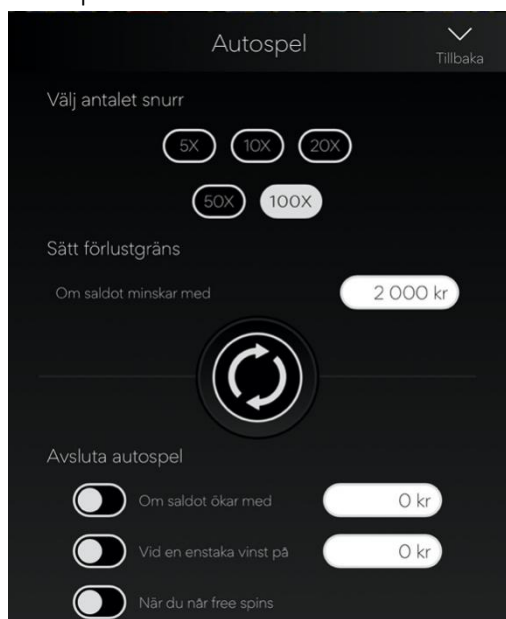 Autospel
Tillbaka
Välj antalet snurr
5X 10X 20X
50X 100X
Sätt förlustgräns
Om saldot minskar med 2 000 kr
Avsluta autospel
Om saldot ökar med 0 kr
Vid en enstaka vinst på 0 kr
När du når free spins